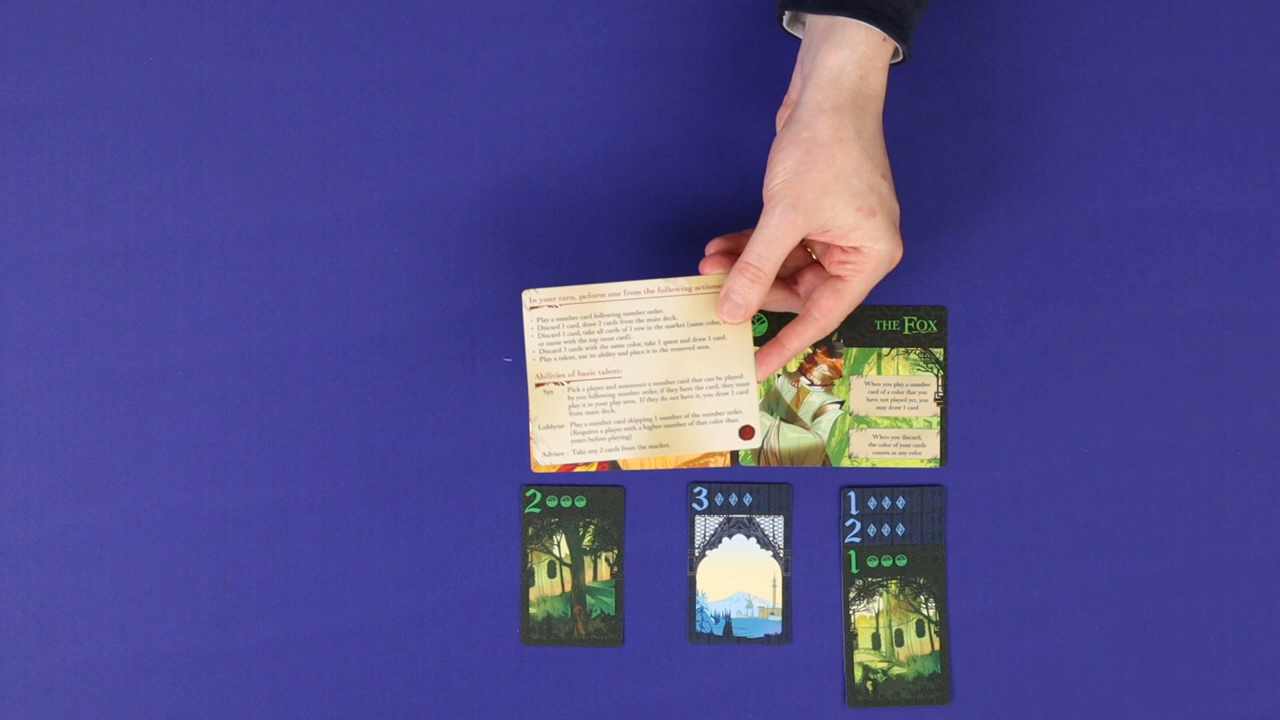 In your turn, peform one from the following actions
· Play a number card following number order.
· Discard 1 card, draw 2 cards from the main deck.
· Discard 1 card, take all cards of 1 row in the market (same color,
or name with the top most card).
· Discard 3 cards with the same color, take 1 quest and draw 1 card.
· Play a talent, use its ability and place it in the removed area.
Abilities of basic talent:
Spy : Pick a player and announce a number card that can be played
by you following number order, if they have the card, they must
play it in your play area. If they do not have it, you draw 1 card
from main deck.
Lobbyist: Play a number card skipping 1 number of the number order.
(Requires a player with a higher number of that color than
yours before playing)
Advisor : Take any 2 cards from the market.
THE FOX
When you play a number
card of a color that you
have not played yet, you
may draw 1 card
When you discard,
the color of your cards
counts as any color
2
3
1
2
1